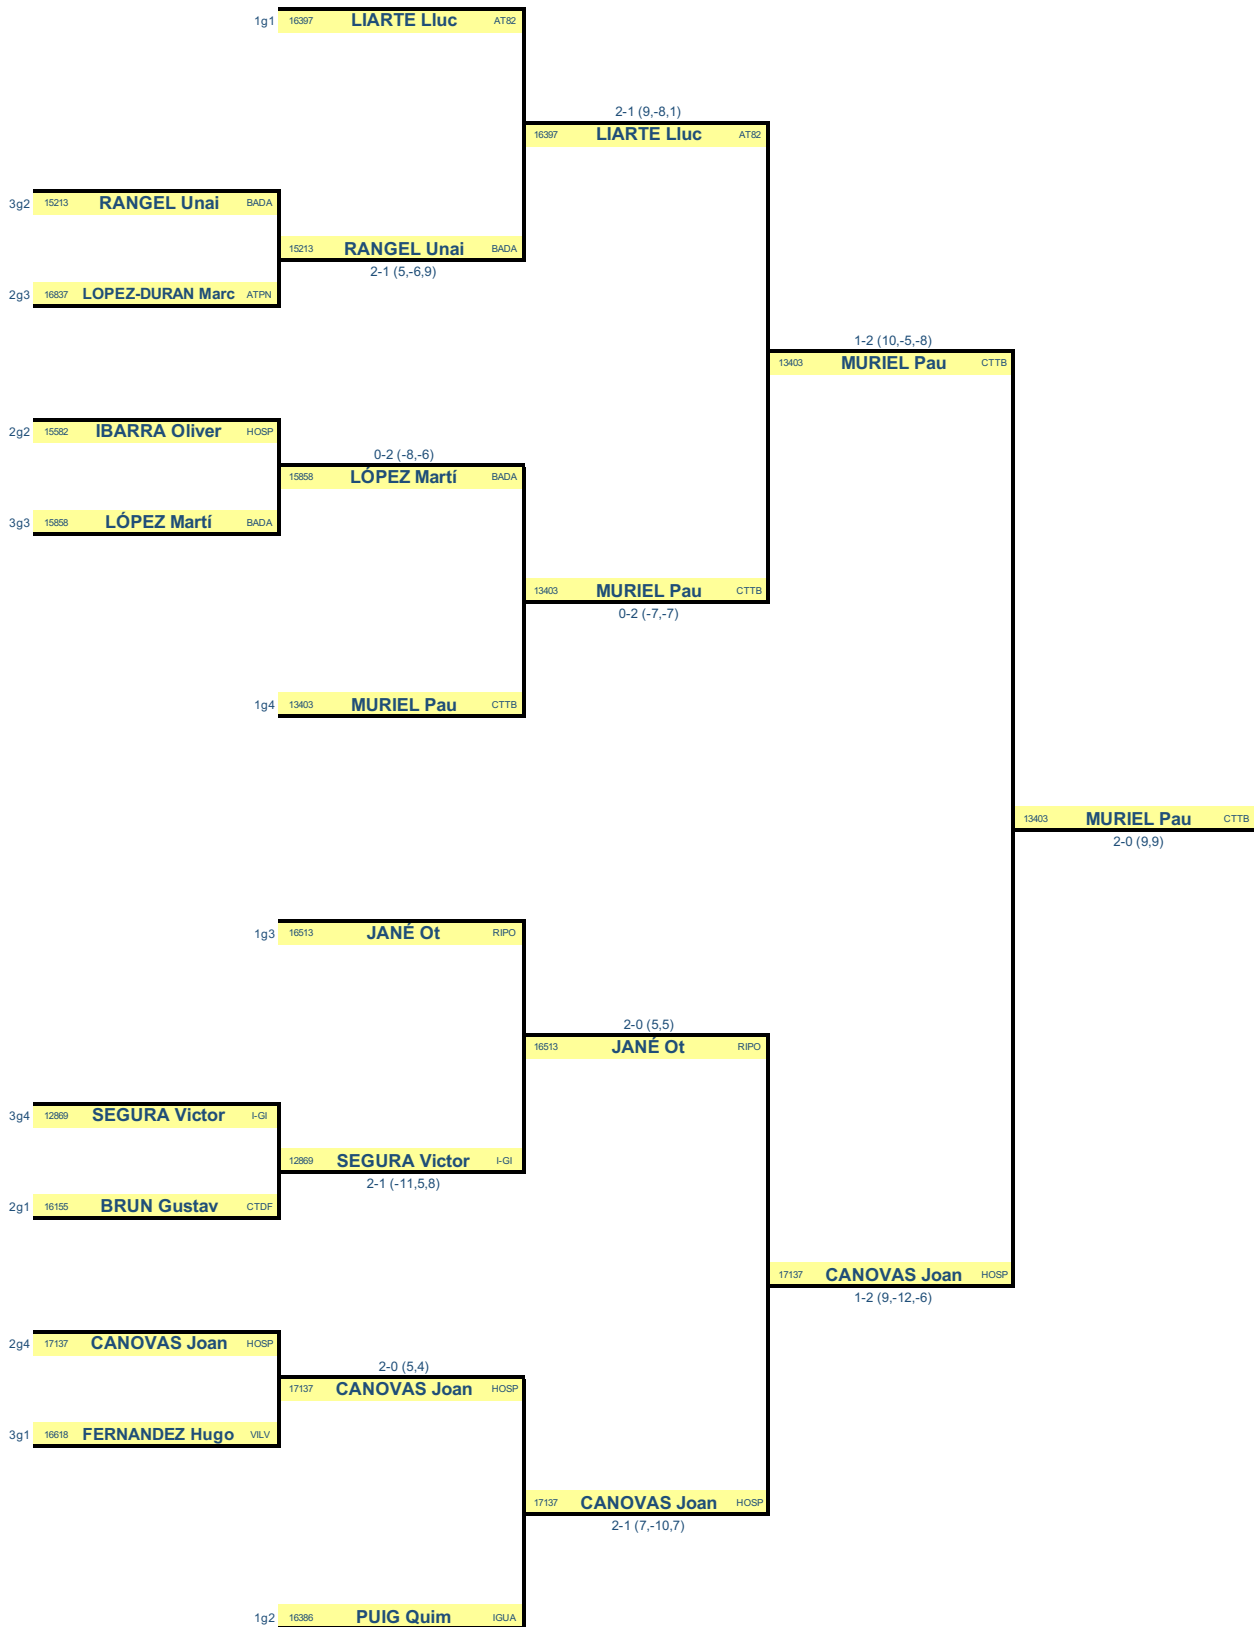 1g1 16397 LIARTE Lluc AT82
2-1 (9,-8,1)
16397 LIARTE Lluc AT82
3g2 15213 RANGEL Unai BADA
15213 RANGEL Unai BADA
2-1 (5,-6,9)
2g3 16837 LOPEZ-DURAN Marc ATPN
1-2 (10,-5,-8)
13403 MURIEL Pau CTTB
2g2 15582 IBARRA Oliver HOSP
0-2 (-8,-6)
15858 LÓPEZ Martí BADA
3g3 15858 LÓPEZ Martí BADA
13403 MURIEL Pau CTTB
0-2 (-7,-7)
1g4 13403 MURIEL Pau CTTB
13403 MURIEL Pau CTTB
2-0 (9,9)
1g3 16513 JANÉ Ot RIPO
2-0 (5,5)
16513 JANÉ Ot RIPO
3g4 12869 SEGURA Victor I-GI
12869 SEGURA Victor I-GI
2-1 (-11,5,8)
2g1 16155 BRUN Gustav CTDF
17137 CANOVAS Joan HOSP
1-2 (9,-12,-6)
2g4 17137 CANOVAS Joan HOSP
2-0 (5,4)
17137 CANOVAS Joan HOSP
3g1 16618 FERNANDEZ Hugo VILV
17137 CANOVAS Joan HOSP
2-1 (7,-10,7)
1g2 16386 PUIG Quim IGUA